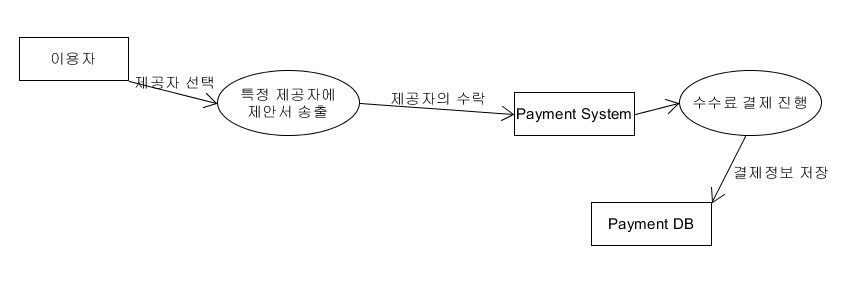 이용자
제공자 선택
특정 제공자에
제안서 송출
제공자의 수락
Payment System
수수료 결제 진행
결제정보 저장
Payment DB